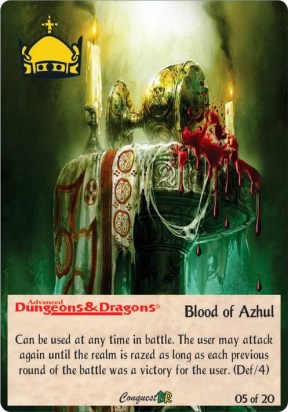 Advanced
Dungeons&Dragons®
Blood of Azhul
Can be used at any time in battle. The user may attack
again until the realm is razed as long as each previous
round of the battle was a victory for the user. (Def/4)
Conquest
05 of 20